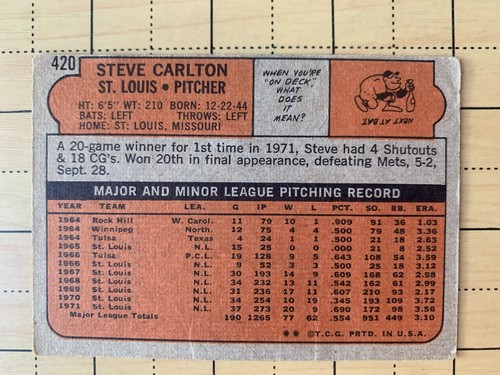 420
STEVE CARLTON
ST. LOUIS • PITCHER
HT: 6'5" WT: 210 BORN: 12-22-44
BATS: LEFT THROWS: LEFT
HOME: ST. LOUIS, MISSOURI
WHEN YOU'RE
"ON DECK,"
WHAT
DOES
IT
MEAN?
NEXT AT BAT
A 20-game winner for 1st time in 1971, Steve had 4 Shutouts
& 18 CG's. Won 20th in final appearance, defeating Mets, 5-2,
Sept. 28.
MAJOR AND MINOR LEAGUE PITCHING RECORD
YEAR TEAM LEA. G IP. W L PCT. SO. BB. ERA.
1964 Rock Hill W. Carol. 11 79 10 1 .909 91 36 1.03
1964 Winnipeg North. 12 75 4 4 .500 79 48 3.36
1964 Tulsa Texas 4 24 1 1 .500 21 18 2.63
1965 St. Louis N.L. 15 25 0 0 .000 21 8 2.52
1966 Tulsa P.C.L. 19 128 9 5 .643 108 54 3.59
1966 St. Louis N.L. 9 52 3 3 .500 25 18 3.12
1967 St. Louis N.L. 30 193 14 9 .609 168 62 2.98
1968 St. Louis N.L. 34 232 13 11 .542 162 61 2.99
1969 St. Louis N.L. 31 236 17 11 .607 210 93 2.17
1970 St. Louis N.L. 34 254 10 19 .345 193 109 3.72
1971 St. Louis N.L. 37 273 20 9 .690 172 98 3.56
Major League Totals 190 1265 77 62 .554 951 449 3.10
** ©T.C.G. PRTD. IN U.S.A.